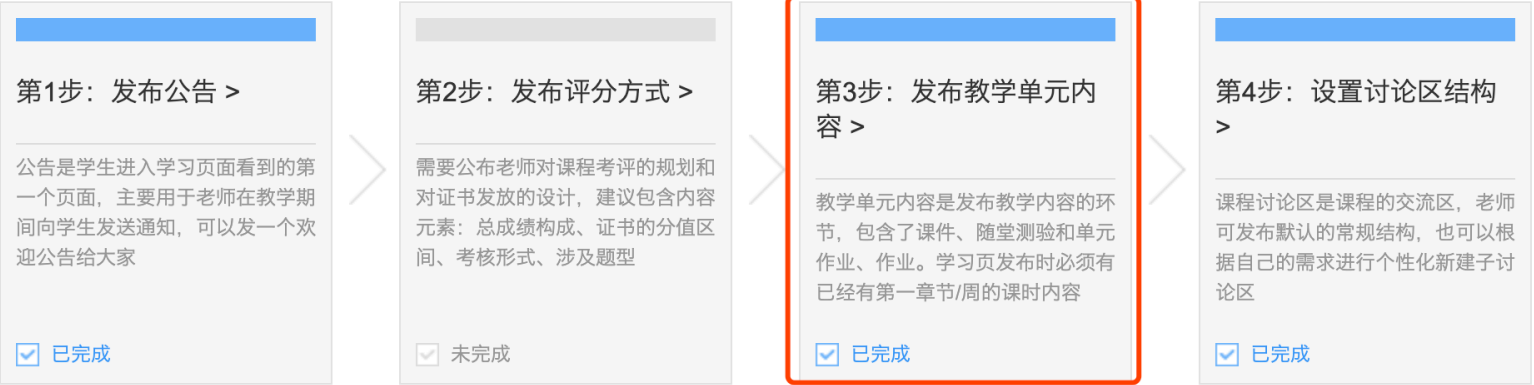 第1步：发布公告 >
公告是学生进入学习页面看到的第
一个页面，主要用于老师在教学期
间向学生发送通知，可以发一个欢
迎公告给大家
已完成
第2步：发布评分方式 >
需要公布老师对课程考评的规划和
对证书发放的设计，建议包含内容
元素：总成绩构成、证书的分值区
间、考核形式、涉及题型
未完成
第3步：发布教学单元内
容 >
教学单元内容是发布教学内容的环
节，包含了课件、随堂测验和单元
作业、作业。学习页发布时必须有
已经有第一章节/周的课时内容
已完成
第4步：设置讨论区结构
>
课程讨论区是课程的交流区，老师
可发布默认的常规结构，也可以根
据自己的需求进行个性化新建子讨
论区
已完成